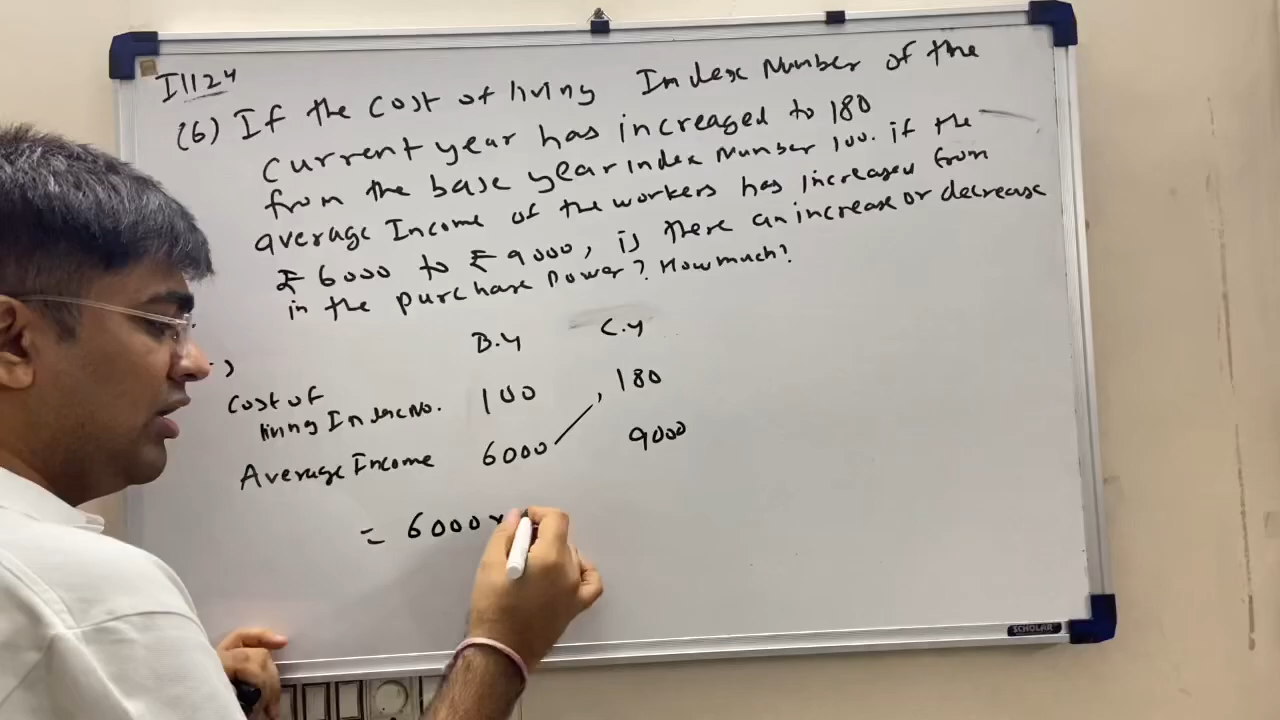 I1124
(6) If the cost of living Index Number of the
current year has increased to 180
from the base year index Number 100. if the
average Income of the workers has increased from
₹ 6000 to ₹ 9000, is there an increase or decrease
in the purchase power? How much?
B.Y C.Y
Cost of
living Index No. 100 180
Average Income 6000 9000
= 6000 ×
SCHOLAR